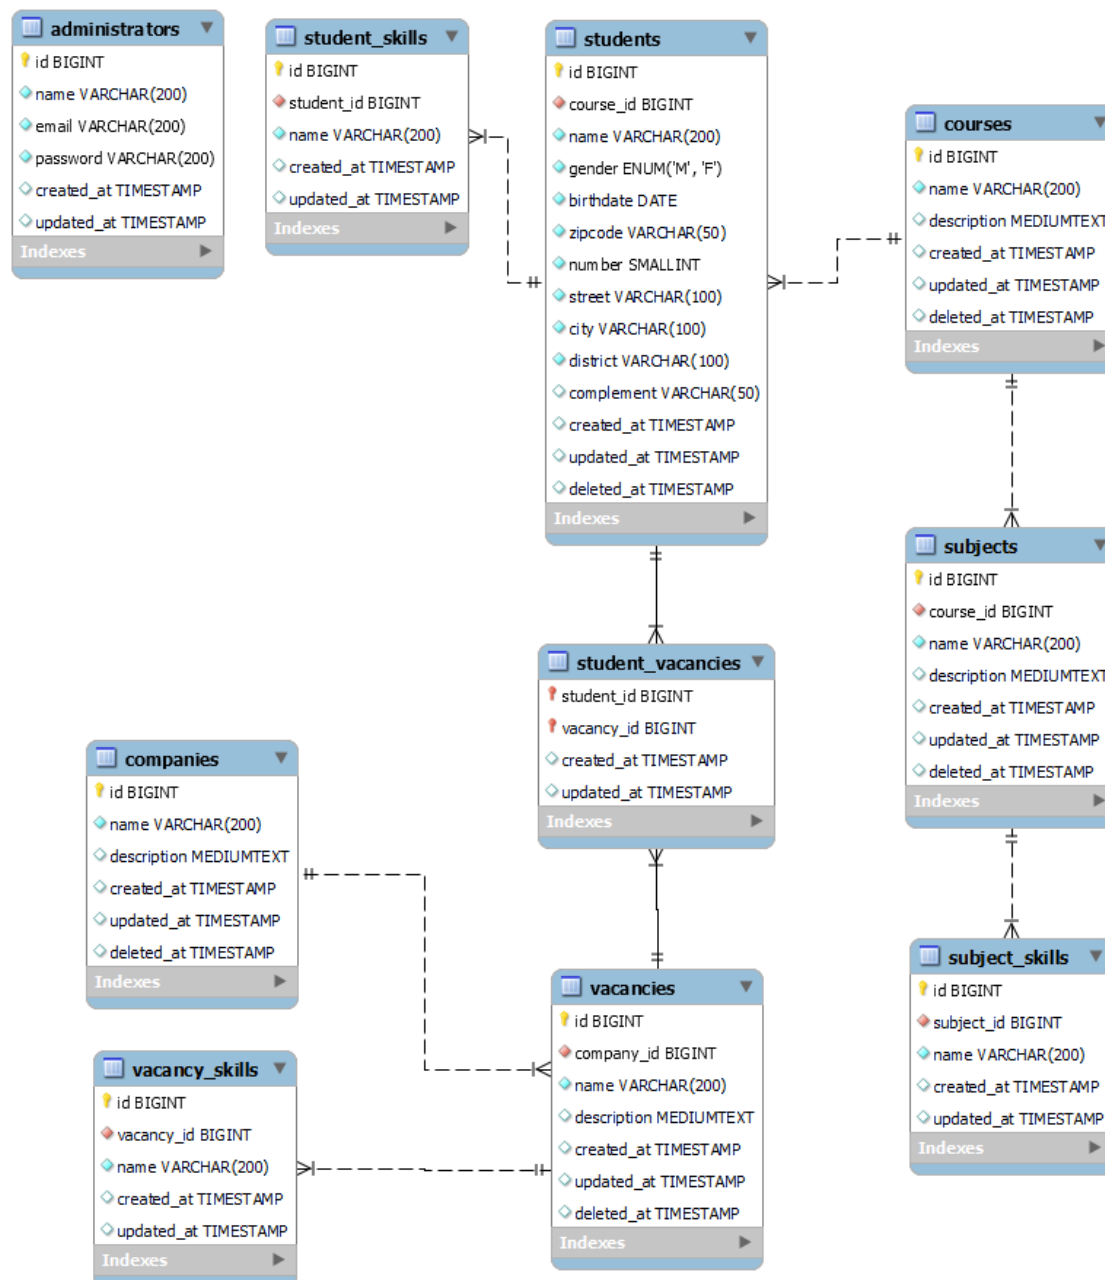 administrators
id BIGINT
name VARCHAR(200)
email VARCHAR(200)
password VARCHAR(200)
created_at TIMESTAMP
updated_at TIMESTAMP
Indexes
student_skills
id BIGINT
student_id BIGINT
name VARCHAR(200)
created_at TIMESTAMP
updated_at TIMESTAMP
Indexes
students
id BIGINT
course_id BIGINT
name VARCHAR(200)
gender ENUM('M', 'F')
birthdate DATE
zipcode VARCHAR(50)
number SMALLINT
street VARCHAR(100)
city VARCHAR(100)
district VARCHAR(100)
complement VARCHAR(50)
created_at TIMESTAMP
updated_at TIMESTAMP
deleted_at TIMESTAMP
Indexes
courses
id BIGINT
name VARCHAR(200)
description MEDIUMTEXT
created_at TIMESTAMP
updated_at TIMESTAMP
deleted_at TIMESTAMP
Indexes
subjects
id BIGINT
course_id BIGINT
name VARCHAR(200)
description MEDIUMTEXT
created_at TIMESTAMP
updated_at TIMESTAMP
deleted_at TIMESTAMP
Indexes
student_vacancies
student_id BIGINT
vacancy_id BIGINT
created_at TIMESTAMP
updated_at TIMESTAMP
Indexes
companies
id BIGINT
name VARCHAR(200)
description MEDIUMTEXT
created_at TIMESTAMP
updated_at TIMESTAMP
deleted_at TIMESTAMP
Indexes
vacancies
id BIGINT
company_id BIGINT
name VARCHAR(200)
description MEDIUMTEXT
created_at TIMESTAMP
updated_at TIMESTAMP
deleted_at TIMESTAMP
Indexes
subject_skills
id BIGINT
subject_id BIGINT
name VARCHAR(200)
created_at TIMESTAMP
updated_at TIMESTAMP
Indexes
vacancy_skills
id BIGINT
vacancy_id BIGINT
name VARCHAR(200)
created_at TIMESTAMP
updated_at TIMESTAMP
Indexes